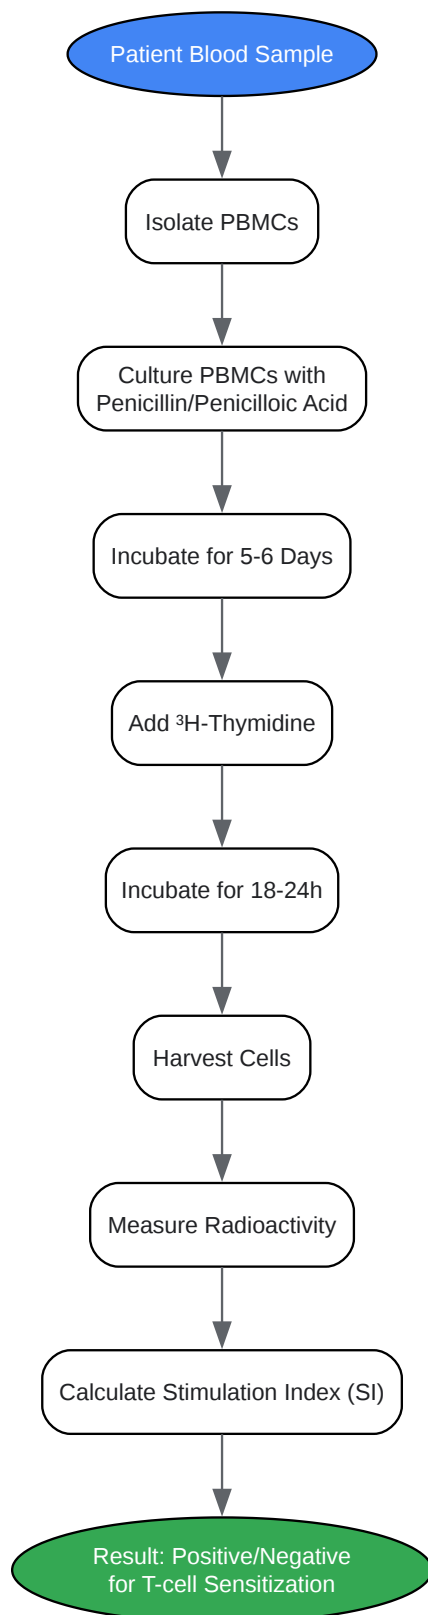 Patient Blood Sample
Isolate PBMCs
Culture PBMCs with
Penicillin/Penicilloic Acid
Incubate for 5-6 Days
Add ³H-Thymidine
Incubate for 18-24h
Harvest Cells
Measure Radioactivity
Calculate Stimulation Index (SI)
Result: Positive/Negative
for T-cell Sensitization